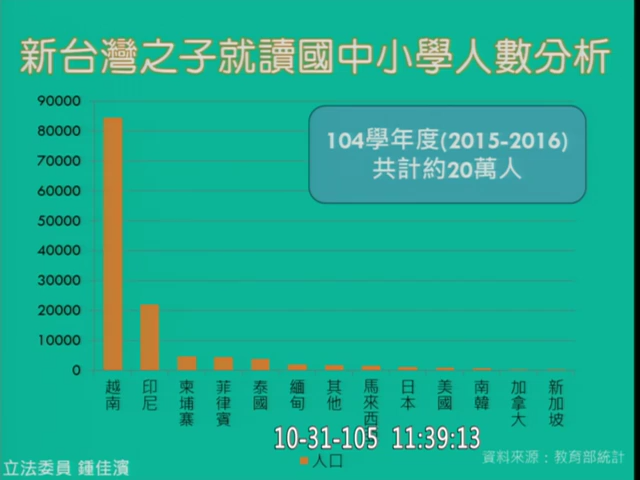 新台灣之子就讀國中小學人數分析
104學年度(2015-2016)
共計約20萬人
90000
80000
70000
60000
50000
40000
30000
20000
10000
0
越南
印尼
柬埔寨
菲律賓
泰國
緬甸
其他
馬來西
日本
美國
南韓
加拿大
新加坡
10-31-105 11:39:13
人口
立法委員 鍾佳濱
資料來源：教育部統計